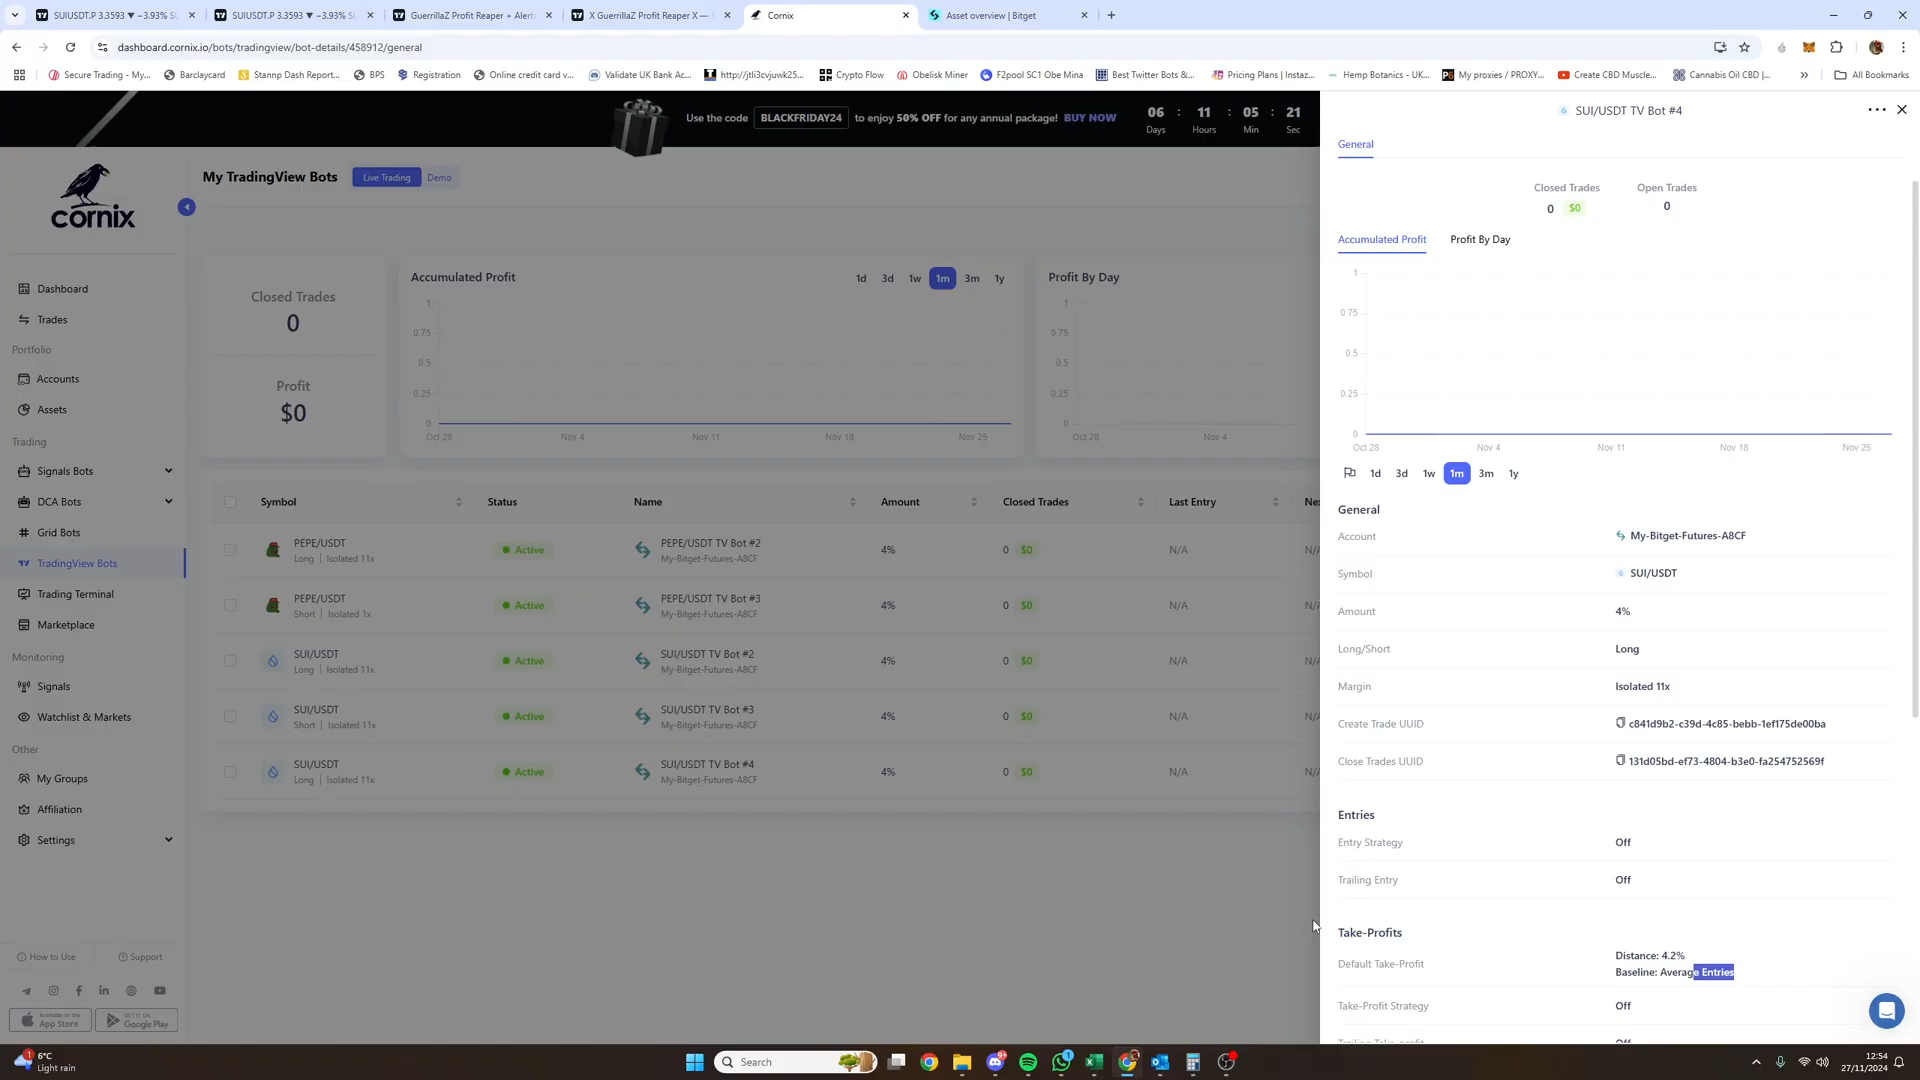 SUIUSDT.P 3.3593 ▼ −3.93% SU
SUIUSDT.P 3.3593 ▼ −3.93% SU
GuerrillaZ Profit Reaper + Alerts
X GuerrillaZ Profit Reaper X — S
Cornix
Asset overview | Bitget
dashboard.cornix.io/bots/tradingview/bot-details/458912/general
Secure Trading - My...
Barclaycard
Stannp Dash Report...
BPS
Registration
Online credit card v...
Validate UK Bank Ac...
http://jtli3cvjuwk25...
Crypto Flow
Obelisk Miner
F2pool SC1 Obe Mina
Best Twitter Bots &...
Pricing Plans | Instaz...
Hemp Botanics - UK...
My proxies / PROXY...
Create CBD Muscle...
Cannabis Oil CBD |...
All Bookmarks
Use the code BLACKFRIDAY24 to enjoy 50% OFF for any annual package! BUY NOW
06 : 11 : 05 : 21
Days Hours Min Sec
cornix
Dashboard
Trades
Portfolio
Accounts
Assets
Trading
Signals Bots
DCA Bots
Grid Bots
TradingView Bots
Trading Terminal
Marketplace
Monitoring
Signals
Watchlist & Markets
Other
My Groups
Affiliation
Settings
How to Use
Support
Available on the App Store
GET IT ON Google Play
My TradingView Bots
Live Trading
Demo
Closed Trades
0
Profit
$0
Accumulated Profit
1d 3d 1w 1m 3m 1y
1
0.75
0.5
0.25
0
Oct 28 Nov 4 Nov 11 Nov 18 Nov 25
Profit By Day
1
0.75
0.5
0.25
0
Oct 28 Nov 4
Symbol Status Name Amount Closed Trades Last Entry Ne
PEPE/USDT Active PEPE/USDT TV Bot #2 4% 0 $0 N/A N/A
Long | Isolated 11x My-Bitget-Futures-A8CF
PEPE/USDT Active PEPE/USDT TV Bot #3 4% 0 $0 N/A N/A
Short | Isolated 1x My-Bitget-Futures-A8CF
SUI/USDT Active SUI/USDT TV Bot #2 4% 0 $0 N/A N/A
Long | Isolated 11x My-Bitget-Futures-A8CF
SUI/USDT Active SUI/USDT TV Bot #3 4% 0 $0 N/A N/A
Short | Isolated 11x My-Bitget-Futures-A8CF
SUI/USDT Active SUI/USDT TV Bot #4 4% 0 $0 N/A N/A
Long | Isolated 11x My-Bitget-Futures-A8CF
SUI/USDT TV Bot #4
General
Closed Trades
0 $0
Open Trades
0
Accumulated Profit
Profit By Day
1
0.75
0.5
0.25
0
Oct 28 Nov 4 Nov 11 Nov 18 Nov 25
1d 3d 1w 1m 3m 1y
General
Account My-Bitget-Futures-A8CF
Symbol SUI/USDT
Amount 4%
Long/Short Long
Margin Isolated 11x
Create Trade UUID c841d9b2-c39d-4c85-bebb-1ef175de00ba
Close Trades UUID 131d05bd-ef73-4804-b3e0-fa254752569f
Entries
Entry Strategy Off
Trailing Entry Off
Take-Profits
Default Take-Profit Distance: 4.2%
Baseline: Average Entries
Take-Profit Strategy Off
Trailing Take-profit Off
1
6°C
Light rain
Search
9+
1
12:54
27/11/2024